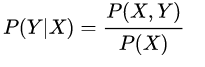 P(Y|X) = P(X, Y) / P(X)